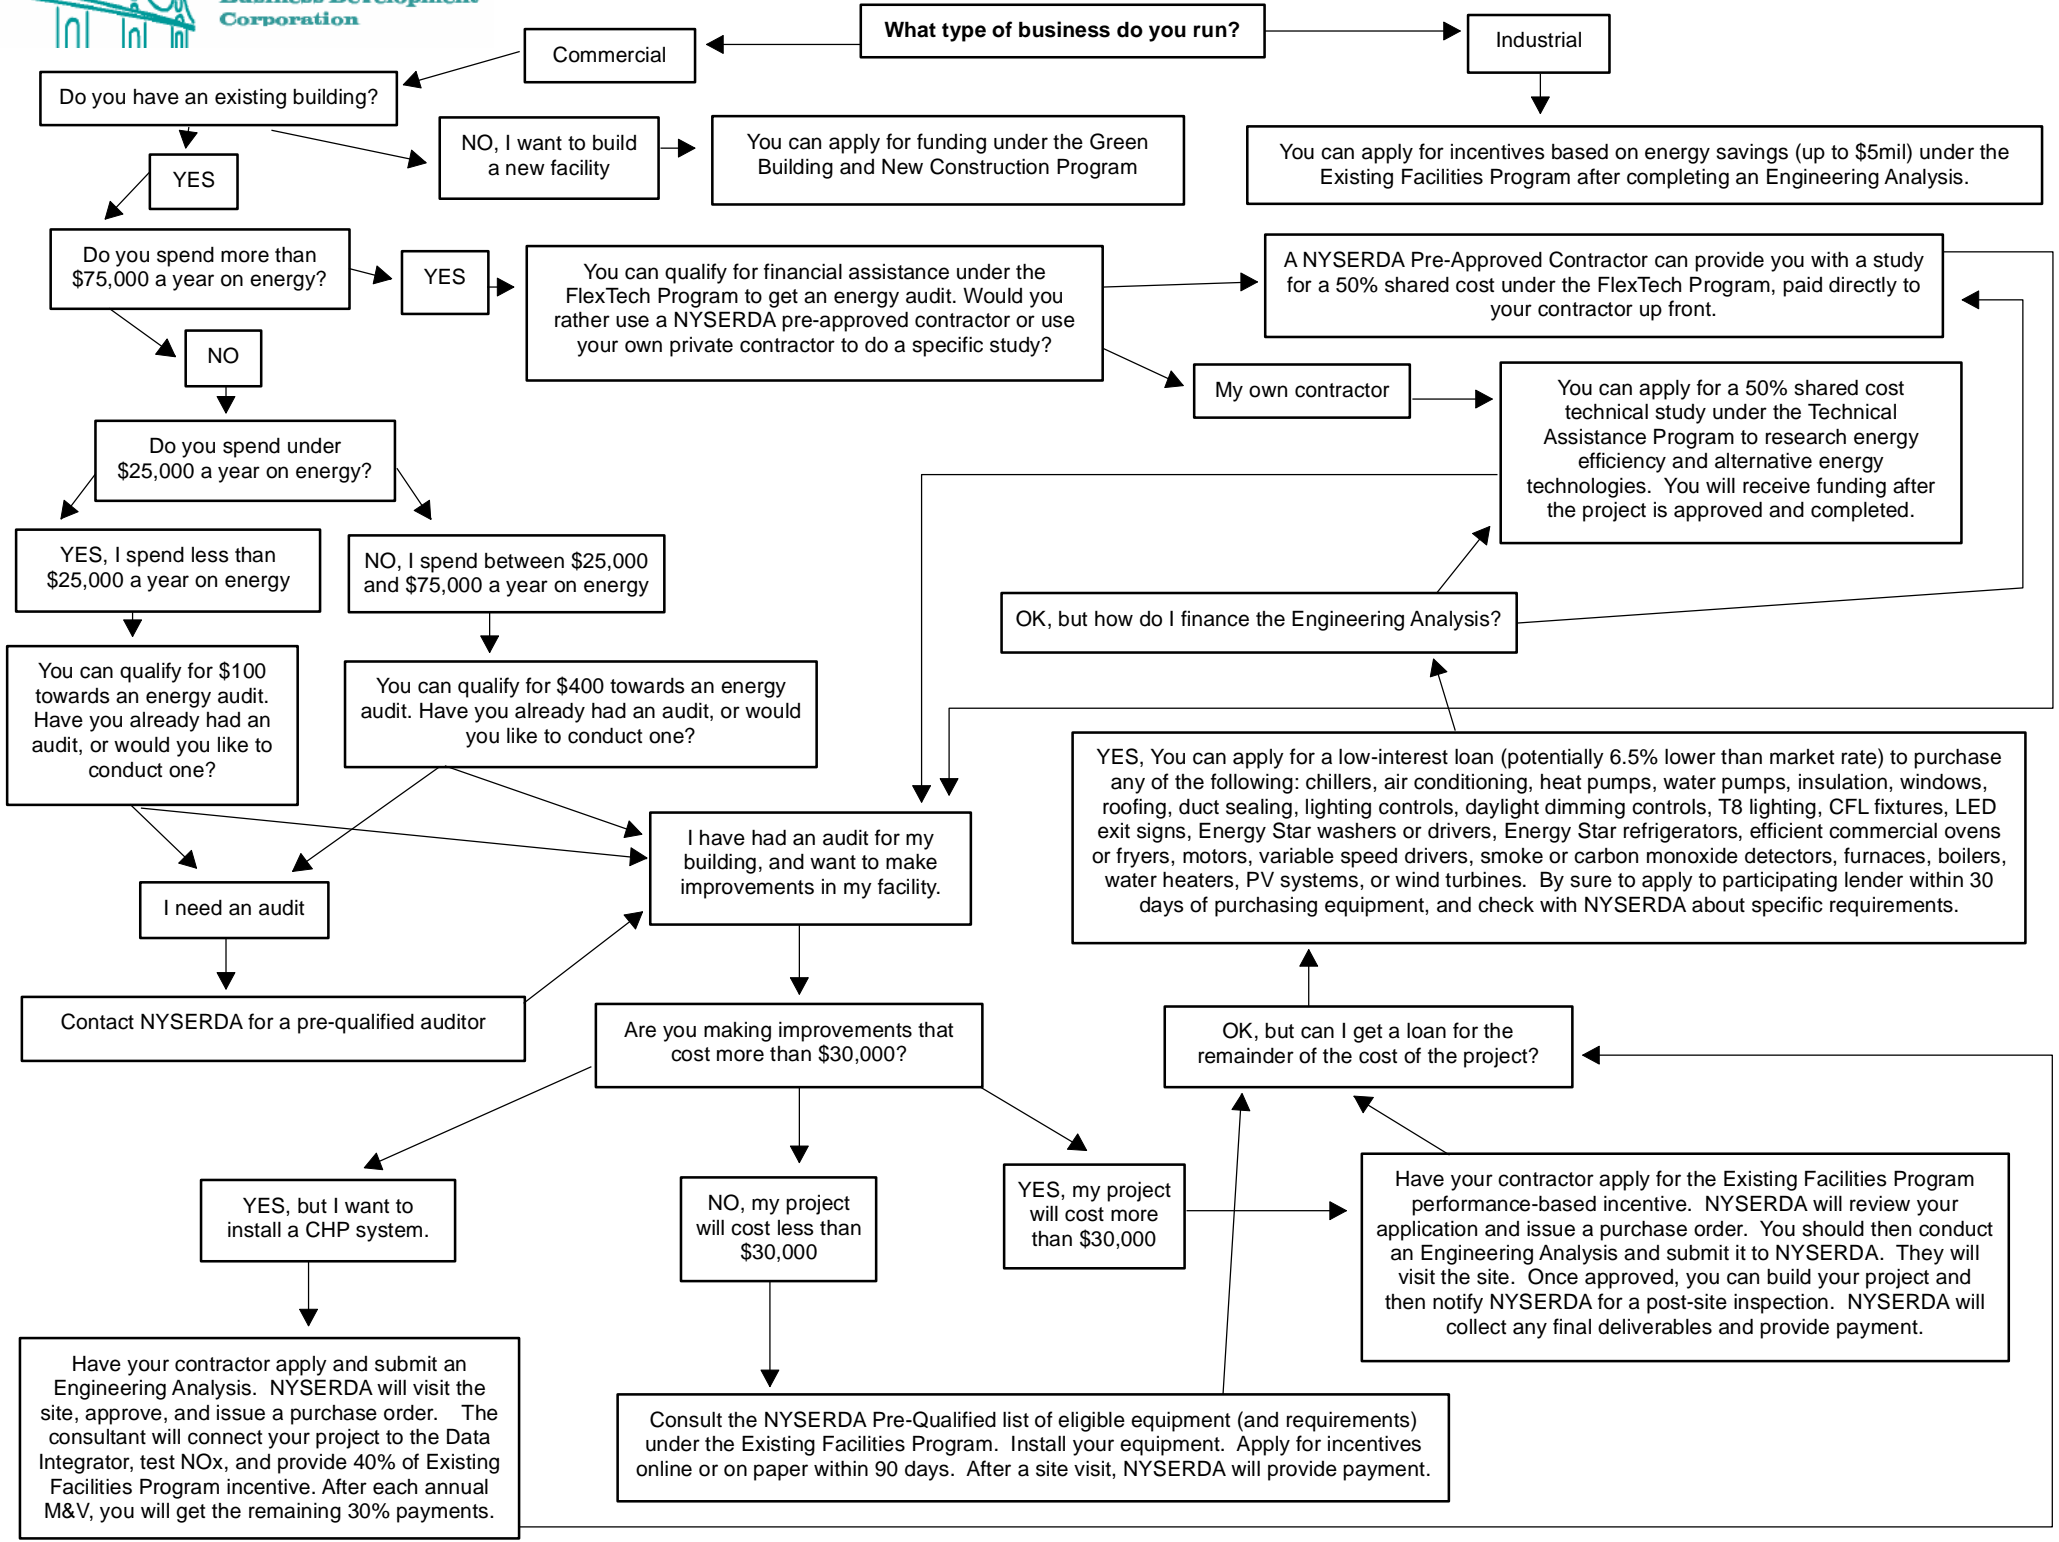 Corporation
What type of business do you run?
Commercial
Industrial
Do you have an existing building?
NO, I want to build
a new facility
You can apply for funding under the Green
Building and New Construction Program
You can apply for incentives based on energy savings (up to $5mil) under the
Existing Facilities Program after completing an Engineering Analysis.
YES
Do you spend more than
$75,000 a year on energy?
YES
You can qualify for financial assistance under the
FlexTech Program to get an energy audit. Would you
rather use a NYSERDA pre-approved contractor or use
your own private contractor to do a specific study?
A NYSERDA Pre-Approved Contractor can provide you with a study
for a 50% shared cost under the FlexTech Program, paid directly to
your contractor up front.
NO
My own contractor
You can apply for a 50% shared cost
technical study under the Technical
Assistance Program to research energy
efficiency and alternative energy
technologies. You will receive funding after
the project is approved and completed.
Do you spend under
$25,000 a year on energy?
YES, I spend less than
$25,000 a year on energy
NO, I spend between $25,000
and $75,000 a year on energy
OK, but how do I finance the Engineering Analysis?
You can qualify for $100
towards an energy audit.
Have you already had an
audit, or would you like to
conduct one?
You can qualify for $400 towards an energy
audit. Have you already had an audit, or would
you like to conduct one?
YES, You can apply for a low-interest loan (potentially 6.5% lower than market rate) to purchase
any of the following: chillers, air conditioning, heat pumps, water pumps, insulation, windows,
roofing, duct sealing, lighting controls, daylight dimming controls, T8 lighting, CFL fixtures, LED
exit signs, Energy Star washers or drivers, Energy Star refrigerators, efficient commercial ovens
or fryers, motors, variable speed drivers, smoke or carbon monoxide detectors, furnaces, boilers,
water heaters, PV systems, or wind turbines. By sure to apply to participating lender within 30
days of purchasing equipment, and check with NYSERDA about specific requirements.
I have had an audit for my
building, and want to make
improvements in my facility.
I need an audit
Contact NYSERDA for a pre-qualified auditor
Are you making improvements that
cost more than $30,000?
OK, but can I get a loan for the
remainder of the cost of the project?
YES, but I want to
install a CHP system.
NO, my project
will cost less than
$30,000
YES, my project
will cost more
than $30,000
Have your contractor apply for the Existing Facilities Program
performance-based incentive. NYSERDA will review your
application and issue a purchase order. You should then conduct
an Engineering Analysis and submit it to NYSERDA. They will
visit the site. Once approved, you can build your project and
then notify NYSERDA for a post-site inspection. NYSERDA will
collect any final deliverables and provide payment.
Have your contractor apply and submit an
Engineering Analysis. NYSERDA will visit the
site, approve, and issue a purchase order. The
consultant will connect your project to the Data
Integrator, test NOx, and provide 40% of Existing
Facilities Program incentive. After each annual
M&V, you will get the remaining 30% payments.
Consult the NYSERDA Pre-Qualified list of eligible equipment (and requirements)
under the Existing Facilities Program. Install your equipment. Apply for incentives
online or on paper within 90 days. After a site visit, NYSERDA will provide payment.